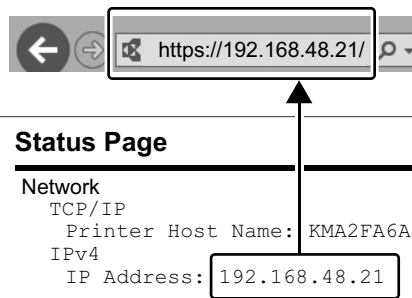 https://192.168.48.21/
Status Page
Network
TCP/IP
Printer Host Name: KMA2FA6A
IPv4
IP Address: 192.168.48.21